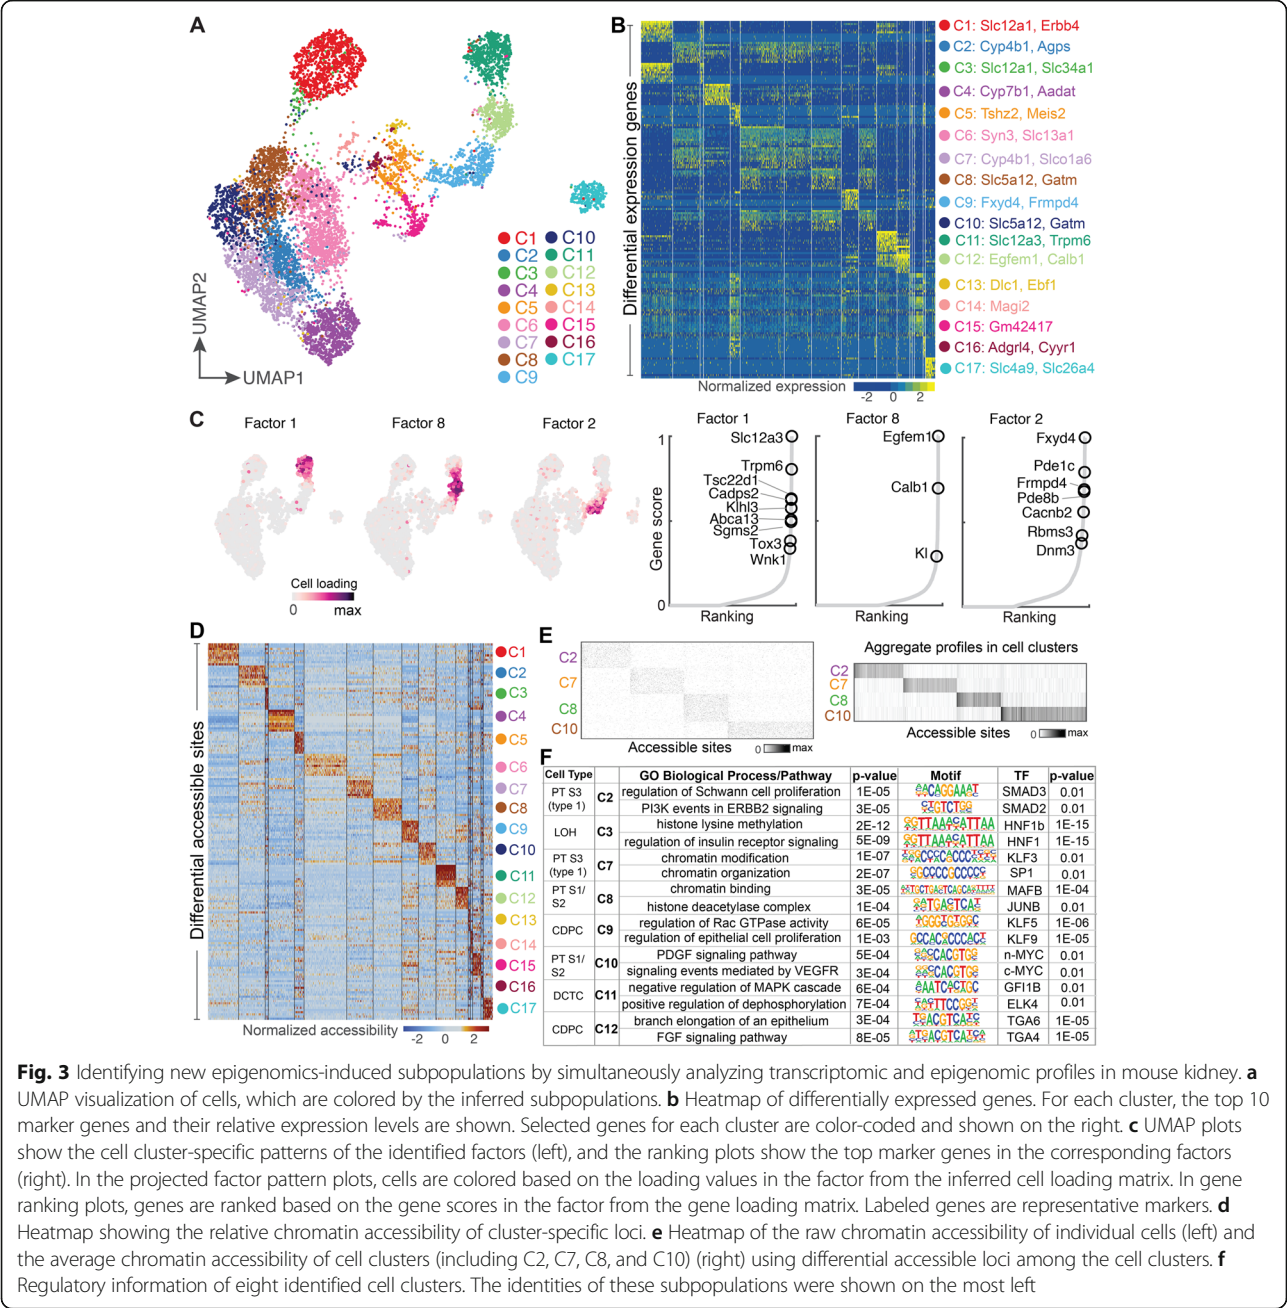 A
UMAP2
UMAP1
C1
C2
C3
C4
C5
C6
C7
C8
C9
C10
C11
C12
C13
C14
C15
C16
C17
B
Differential expression genes
Normalized expression
-2 0 2
C1: Slc12a1, Erbb4
C2: Cyp4b1, Agps
C3: Slc12a1, Slc34a1
C4: Cyp7b1, Aadat
C5: Tshz2, Meis2
C6: Syn3, Slc13a1
C7: Cyp4b1, Slco1a6
C8: Slc5a12, Gatm
C9: Fxyd4, Frmpd4
C10: Slc5a12, Gatm
C11: Slc12a3, Trpm6
C12: Egfem1, Calb1
C13: Dlc1, Ebf1
C14: Magi2
C15: Gm42417
C16: Adgrl4, Cyyr1
C17: Slc4a9, Slc26a4
C
Factor 1
Factor 8
Factor 2
Cell loading
0 max
Factor 1
Gene score
1
0
Slc12a3
Trpm6
Tsc22d1
Cadps2
Klhl3
Abca13
Sgms2
Tox3
Wnk1
Ranking
Factor 8
Egfem1
Calb1
Kl
Ranking
Factor 2
Fxyd4
Pde1c
Frmpd4
Pde8b
Cacnb2
Rbms3
Dnm3
Ranking
D
Differential accessible sites
C1
C2
C3
C4
C5
C6
C7
C8
C9
C10
C11
C12
C13
C14
C15
C16
C17
Normalized accessibility
-2 0 2
E
C2
C7
C8
C10
Accessible sites
0 max
Aggregate profiles in cell clusters
C2
C7
C8
C10
Accessible sites
0 max
F
Cell Type GO Biological Process/Pathway p-value Motif TF p-value
PT S3 (type 1) C2 regulation of Schwann cell proliferation 1E-05 SMAD3 0.01
PI3K events in ERBB2 signaling 3E-05 SMAD2 0.01
LOH C3 histone lysine methylation 2E-12 HNF1b 1E-15
regulation of insulin receptor signaling 5E-09 HNF1 1E-15
PT S3 (type 1) C7 chromatin modification 1E-07 KLF3 0.01
chromatin organization 2E-07 SP1 0.01
PT S1/ S2 C8 chromatin binding 3E-05 MAFB 1E-04
histone deacetylase complex 1E-04 JUNB 0.01
CDPC C9 regulation of Rac GTPase activity 6E-05 KLF5 1E-06
regulation of epithelial cell proliferation 1E-03 KLF9 1E-05
PT S1/ S2 C10 PDGF signaling pathway 5E-04 n-MYC 0.01
signaling events mediated by VEGFR 3E-04 c-MYC 0.01
DCTC C11 negative regulation of MAPK cascade 6E-04 GFI1B 0.01
positive regulation of dephosphorylation 7E-04 ELK4 0.01
CDPC C12 branch elongation of an epithelium 3E-04 TGA6 1E-05
FGF signaling pathway 8E-05 TGA4 1E-05
Fig. 3 Identifying new epigenomics-induced subpopulations by simultaneously analyzing transcriptomic and epigenomic profiles in mouse kidney. a
UMAP visualization of cells, which are colored by the inferred subpopulations. b Heatmap of differentially expressed genes. For each cluster, the top 10
marker genes and their relative expression levels are shown. Selected genes for each cluster are color-coded and shown on the right. c UMAP plots
show the cell cluster-specific patterns of the identified factors (left), and the ranking plots show the top marker genes in the corresponding factors
(right). In the projected factor pattern plots, cells are colored based on the loading values in the factor from the inferred cell loading matrix. In gene
ranking plots, genes are ranked based on the gene scores in the factor from the gene loading matrix. Labeled genes are representative markers. d
Heatmap showing the relative chromatin accessibility of cluster-specific loci. e Heatmap of the raw chromatin accessibility of individual cells (left) and
the average chromatin accessibility of cell clusters (including C2, C7, C8, and C10) (right) using differential accessible loci among the cell clusters. f
Regulatory information of eight identified cell clusters. The identities of these subpopulations were shown on the most left